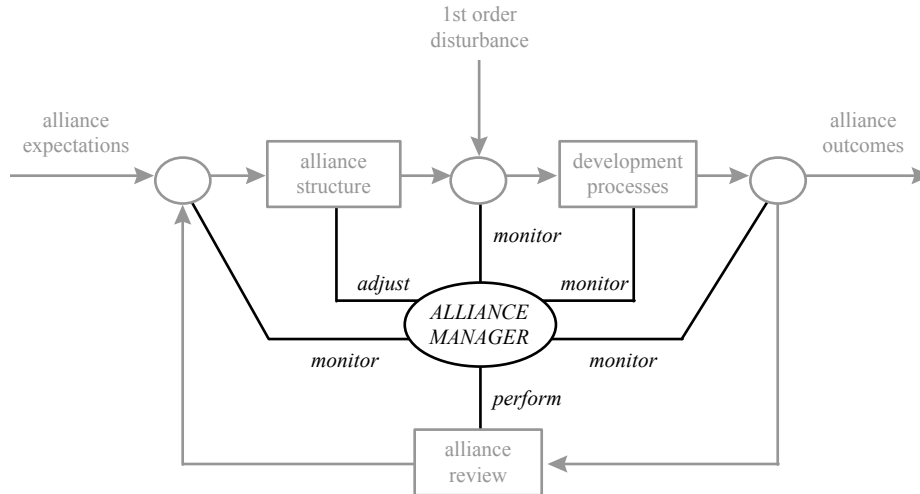 1st order
disturbance
alliance
expectations
alliance
outcomes
alliance
structure
development
processes
monitor
adjust
monitor
ALLIANCE
MANAGER
monitor
monitor
perform
alliance
review